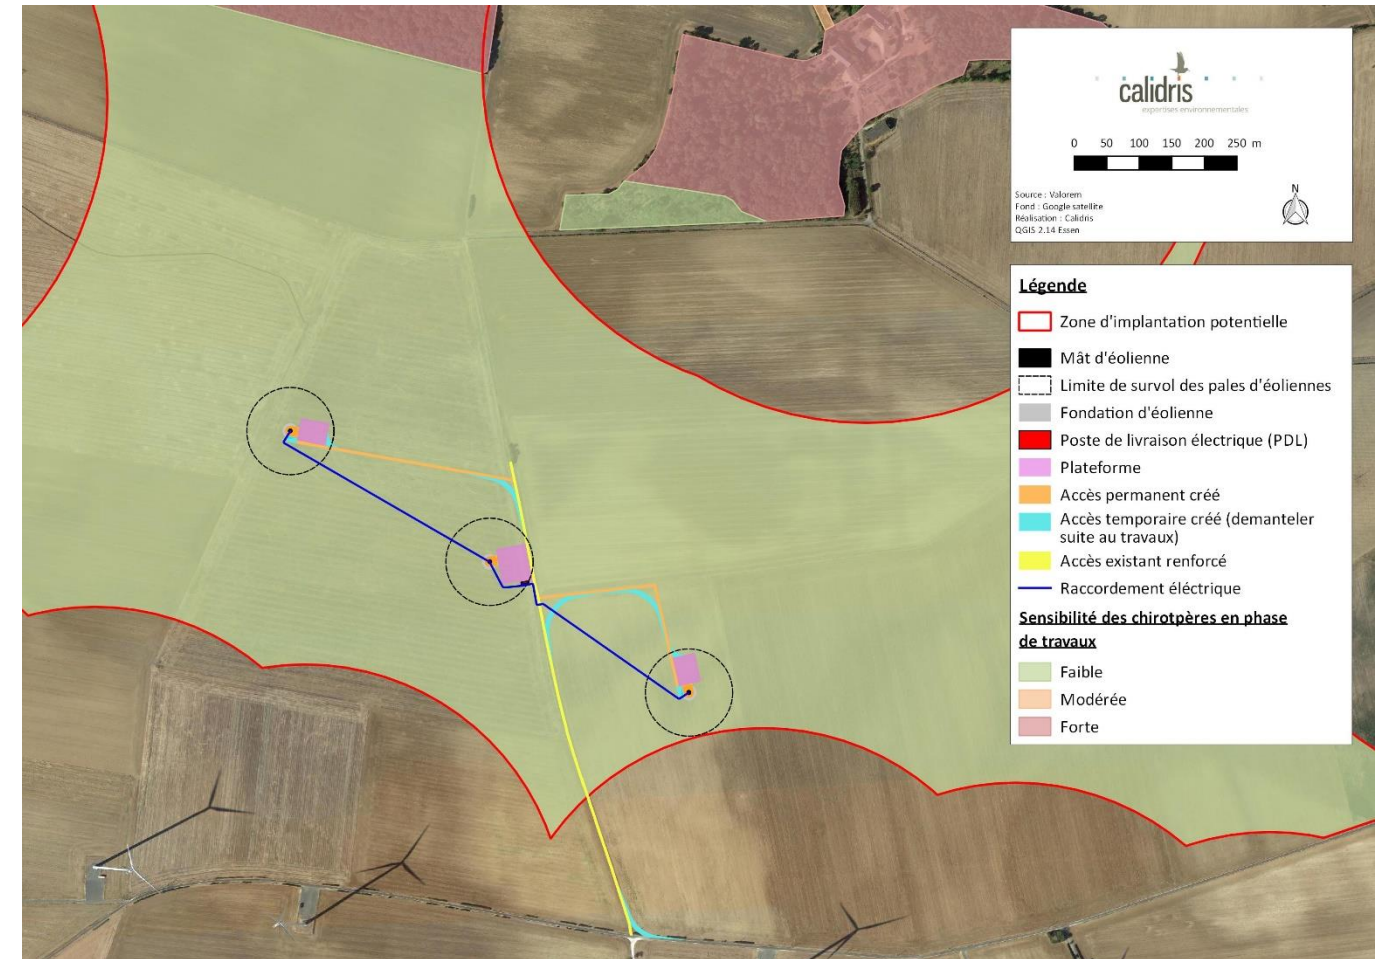 calidris
expertises environnementales
0 50 100 150 200 250 m
Source : Valorem
Fond : Google satellite
Réalisation : Calidris
QGIS 2.14 Essen
N
Légende
Zone d'implantation potentielle
Mât d'éolienne
Limite de survol des pales d'éoliennes
Fondation d'éolienne
Poste de livraison électrique (PDL)
Plateforme
Accès permanent créé
Accès temporaire créé (demanteler
suite au travaux)
Accès existant renforcé
Raccordement éléctrique
Sensibilité des chirotpères en phase
de travaux
Faible
Modérée
Forte